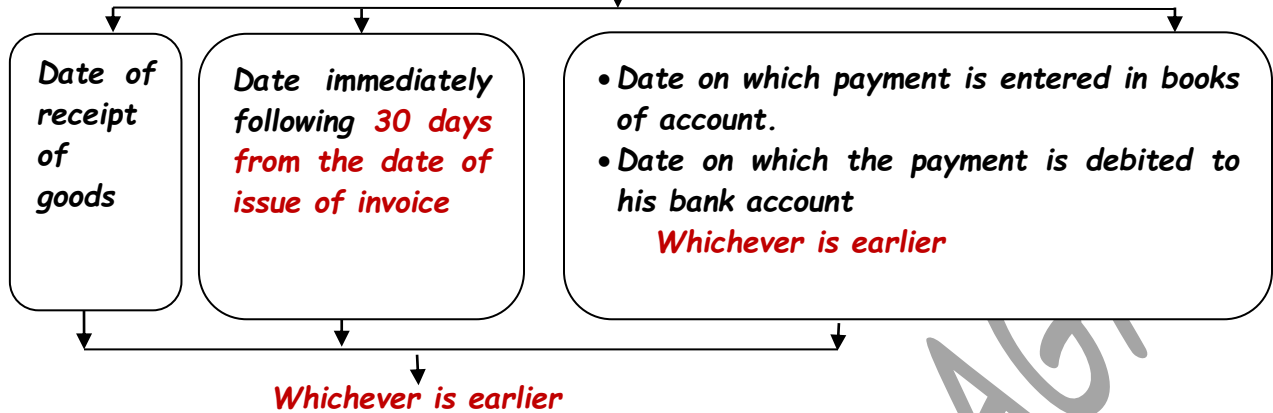 Date of
receipt
of
goods
Date immediately
following 30 days
from the date of
issue of invoice
• Date on which payment is entered in books
of account.
• Date on which the payment is debited to
his bank account
Whichever is earlier
Whichever is earlier